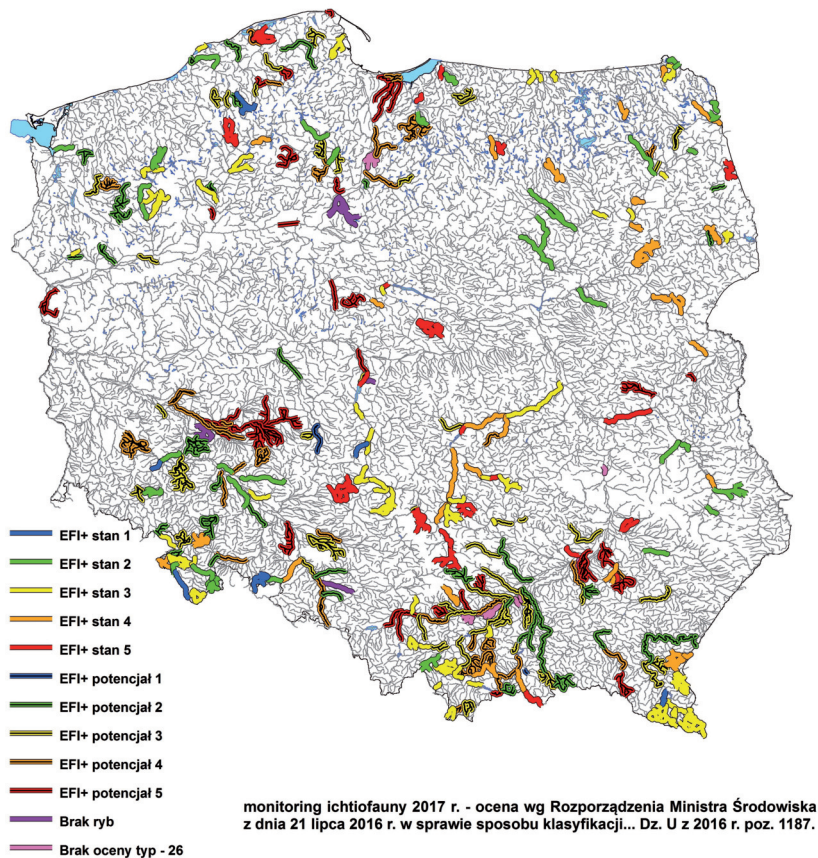 EFI+ stan 1
EFI+ stan 2
EFI+ stan 3
EFI+ stan 4
EFI+ stan 5
EFI+ potencjał 1
EFI+ potencjał 2
EFI+ potencjał 3
EFI+ potencjał 4
EFI+ potencjał 5
Brak ryb
Brak oceny typ - 26
monitoring ichtiofauny 2017 r. - ocena wg Rozporządzenia Ministra Środowiska
z dnia 21 lipca 2016 r. w sprawie sposobu klasyfikacji... Dz. U z 2016 r. poz. 1187.